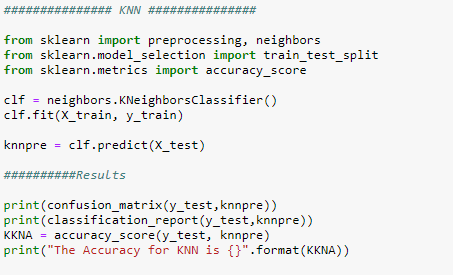 ############### KNN ###############
from sklearn import preprocessing, neighbors
from sklearn.model_selection import train_test_split
from sklearn.metrics import accuracy_score
clf = neighbors.KNeighborsClassifier()
clf.fit(X_train, y_train)
knnpre = clf.predict(X_test)
##########Results
print(confusion_matrix(y_test,knnpre))
print(classification_report(y_test,knnpre))
KKNA = accuracy_score(y_test, knnpre)
print("The Accuracy for KNN is {}".format(KKNA))